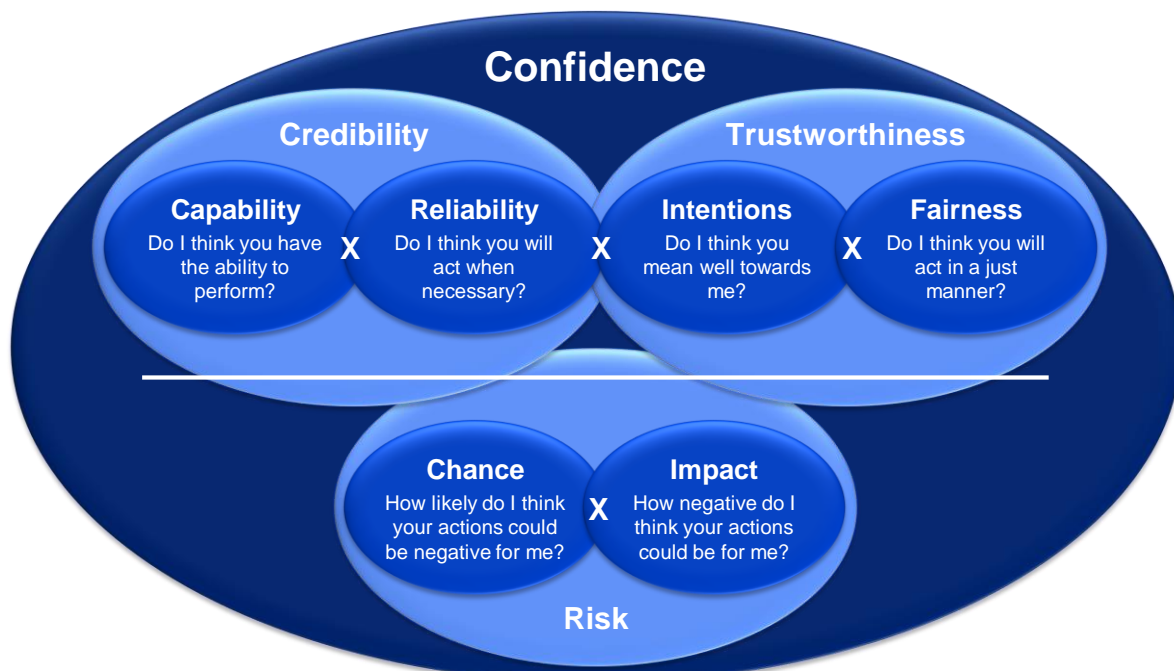 Confidence
Credibility
Trustworthiness
Capability
Do I think you have
the ability to
perform?
X
Reliability
Do I think you will
act when
necessary?
X
Intentions
Do I think you
mean well towards
me?
X
Fairness
Do I think you will
act in a just
manner?
Chance
How likely do I think
your actions could
be negative for me?
X
Impact
How negative do I
think your actions
could be for me?
Risk